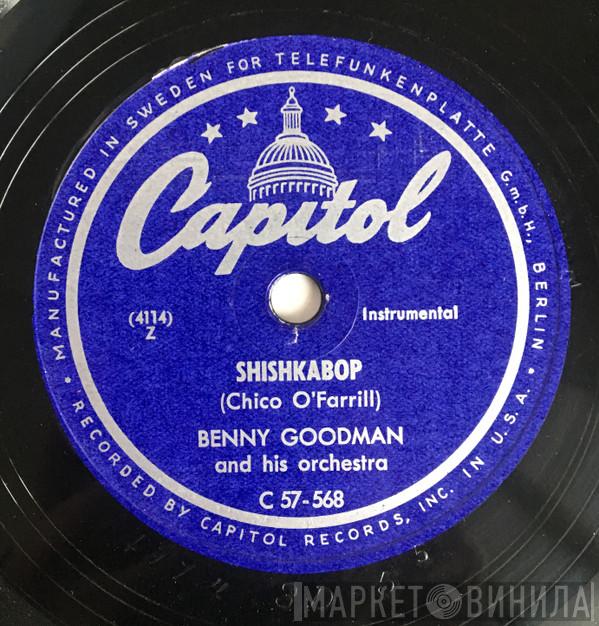 MANUFACTURED IN SWEDEN FOR TELEFUNKENPLATTE G.m.b.H., BERLIN
Capitol
(4114)
Z
Instrumental
SHISHKABOP
(Chico O'Farrill)
BENNY GOODMAN
and his orchestra
C 57-568
RECORDED BY CAPITOL RECORDS, INC. IN U.S.A.
МАРКЕТ ВИНИЛА